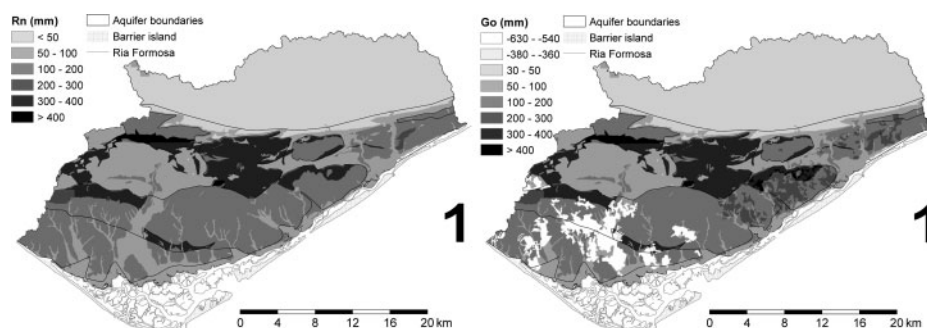 Rn (mm)
Aquifer boundaries
< 50
Barrier island
50 - 100
Ria Formosa
100 - 200
200 - 300
300 - 400
> 400
1
0 4 8 12 16 20 km
Go (mm)
Aquifer boundaries
-630 - -540
Barrier island
-380 - -360
Ria Formosa
30 - 50
50 - 100
100 - 200
200 - 300
300 - 400
> 400
1
0 4 8 12 16 20 km